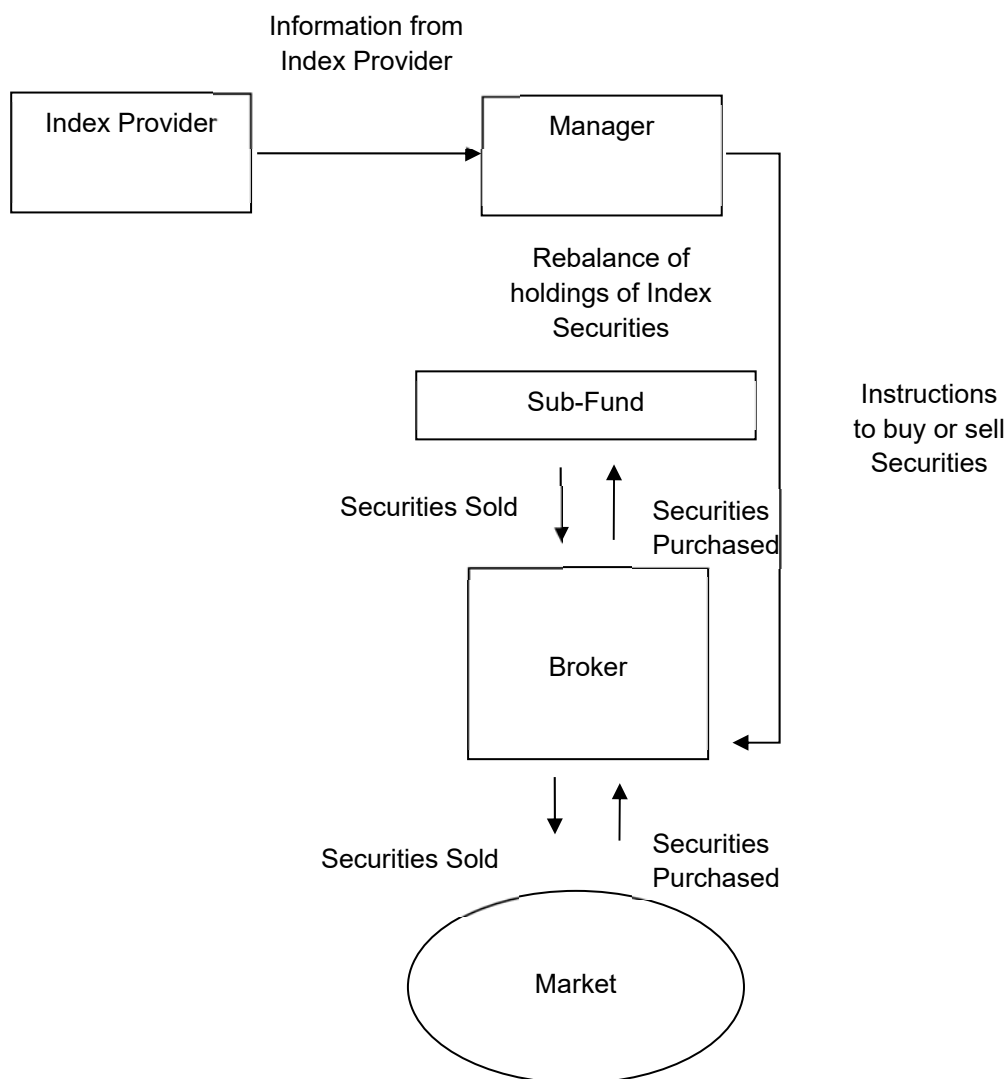 Information from
Index Provider
Index Provider
Manager
Rebalance of
holdings of Index
Securities
Sub-Fund
Instructions
to buy or sell
Securities
Securities Sold
Securities
Purchased
Broker
Securities Sold
Securities
Purchased
Market